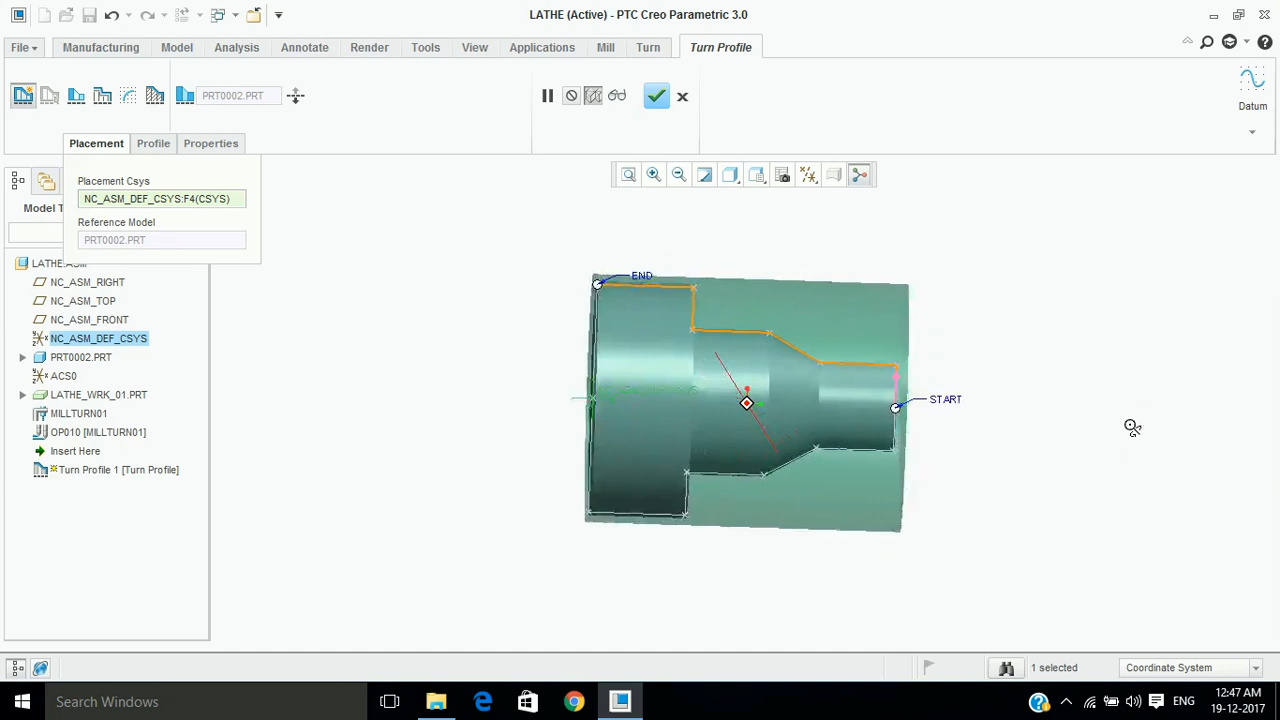 LATHE (Active) - PTC Creo Parametric 3.0
File Manufacturing Model Analysis Annotate Render Tools View Applications Mill Turn Turn Profile
PRT0002.PRT
Datum
Placement Profile Properties
Placement Csys
NC_ASM_DEF_CSYS:F4(CSYS)
Reference Model
PRT0002.PRT
Model T
LATHE.ASM
NC_ASM_RIGHT
NC_ASM_TOP
NC_ASM_FRONT
NC_ASM_DEF_CSYS
PRT0002.PRT
ACS0
LATHE_WRK_01.PRT
MILLTURN01
OP010 [MILLTURN01]
Insert Here
Turn Profile 1 [Turn Profile]
END
START
1 selected
Coordinate System
Search Windows
ENG
12:47 AM
19-12-2017